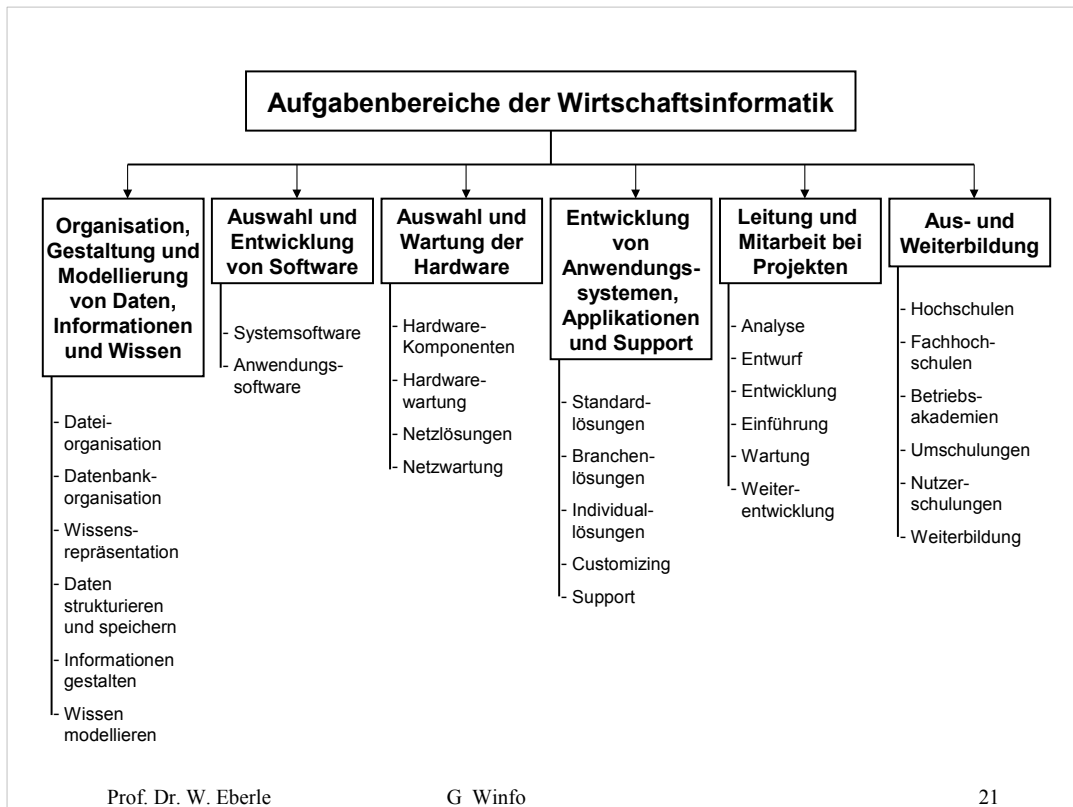 Aufgabenbereiche der Wirtschaftsinformatik
Organisation,
Gestaltung und
Modellierung
von Daten,
Informationen
und Wissen
- Datei-
organisation
- Datenbank-
organisation
- Wissens-
repräsentation
- Daten
strukturieren
und speichern
- Informationen
gestalten
- Wissen
modellieren
Auswahl und
Entwicklung
von Software
- Systemsoftware
- Anwendungs-
software
Auswahl und
Wartung der
Hardware
- Hardware-
Komponenten
- Hardware-
wartung
- Netzlösungen
- Netzwartung
Entwicklung
von
Anwendungs-
systemen,
Applikationen
und Support
- Standard-
lösungen
- Branchen-
lösungen
- Individual-
lösungen
- Customizing
- Support
Leitung und
Mitarbeit bei
Projekten
- Analyse
- Entwurf
- Entwicklung
- Einführung
- Wartung
- Weiter-
entwicklung
Aus- und
Weiterbildung
- Hochschulen
- Fachhoch-
schulen
- Betriebs-
akademien
- Umschulungen
- Nutzer-
schulungen
- Weiterbildung
Prof. Dr. W. Eberle G_Winfo 21